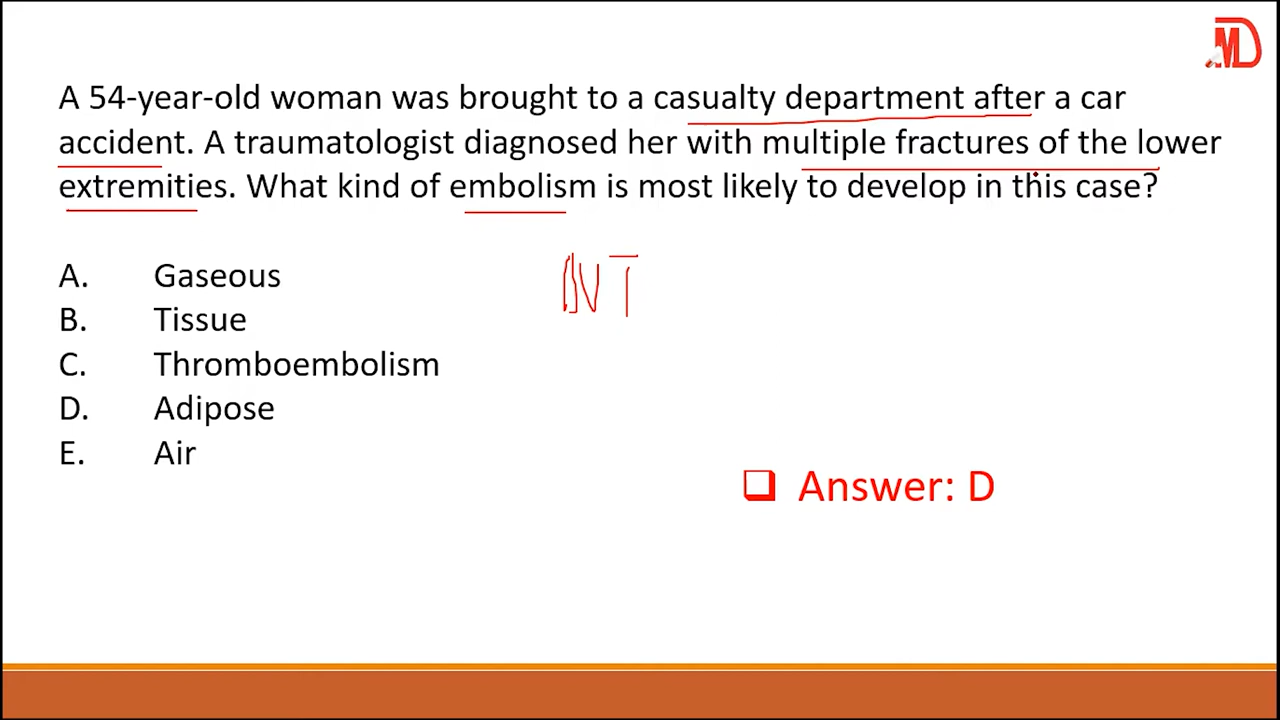 MD
A 54-year-old woman was brought to a casualty department after a car
accident. A traumatologist diagnosed her with multiple fractures of the lower
extremities. What kind of embolism is most likely to develop in this case?
A. Gaseous
B. Tissue
C. Thromboembolism
D. Adipose
E. Air
❑ Answer: D